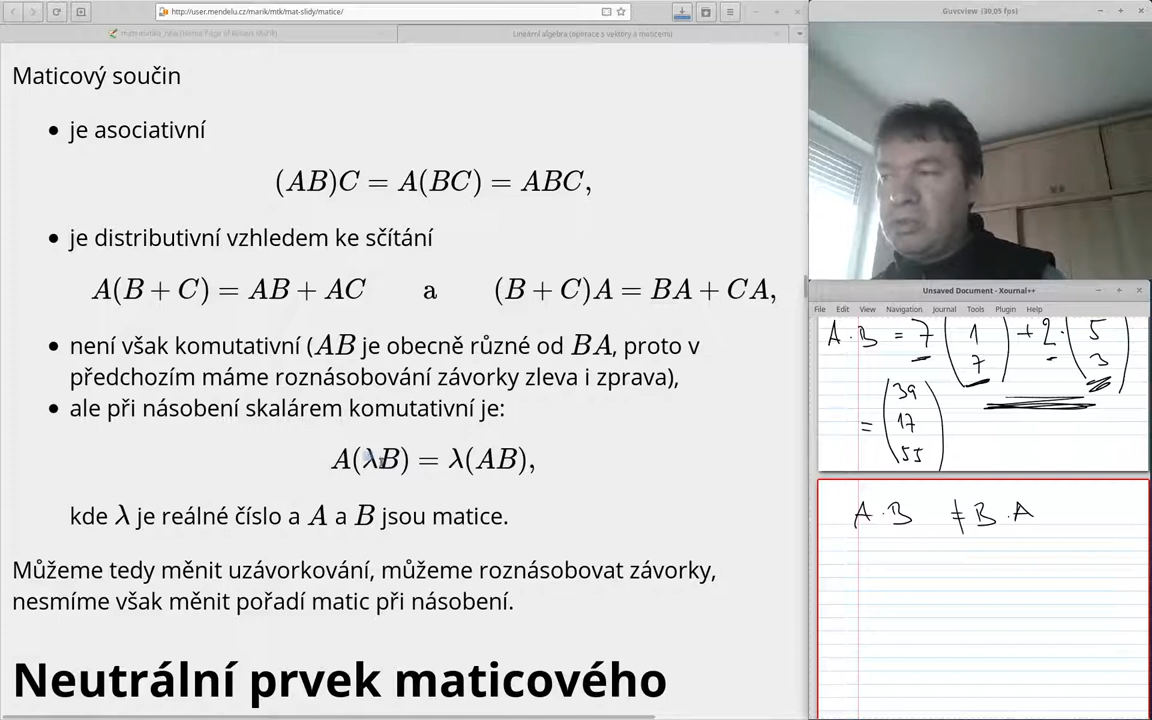 http://user.mendelu.cz/marik/mtk/mat-slidy/matice/
Lineární algebra (operace s vektory a maticemi)
Maticový součin
• je asociativní
(AB)C = A(BC) = ABC,
• je distributivní vzhledem ke sčítání
A(B + C) = AB + AC a (B + C)A = BA + CA,
• není však komutativní (AB je obecně různé od BA, proto v
předchozím máme roznásobování závorky zleva i zprava),
• ale při násobení skalárem komutativní je:
A(λB) = λ(AB),
kde λ je reálné číslo a A a B jsou matice.
Můžeme tedy měnit uzávorkování, můžeme roznásobovat závorky,
nesmíme však měnit pořadí matic při násobení.
Neutrální prvek maticového
Guvcview (30,05 fps)
Unsaved Document - Xournal++
File Edit View Navigation Journal Tools Plugin Help
A.B = 7 (1 7) + 2. (5 3)
= (39 17 55)
A.B ≠ B.A